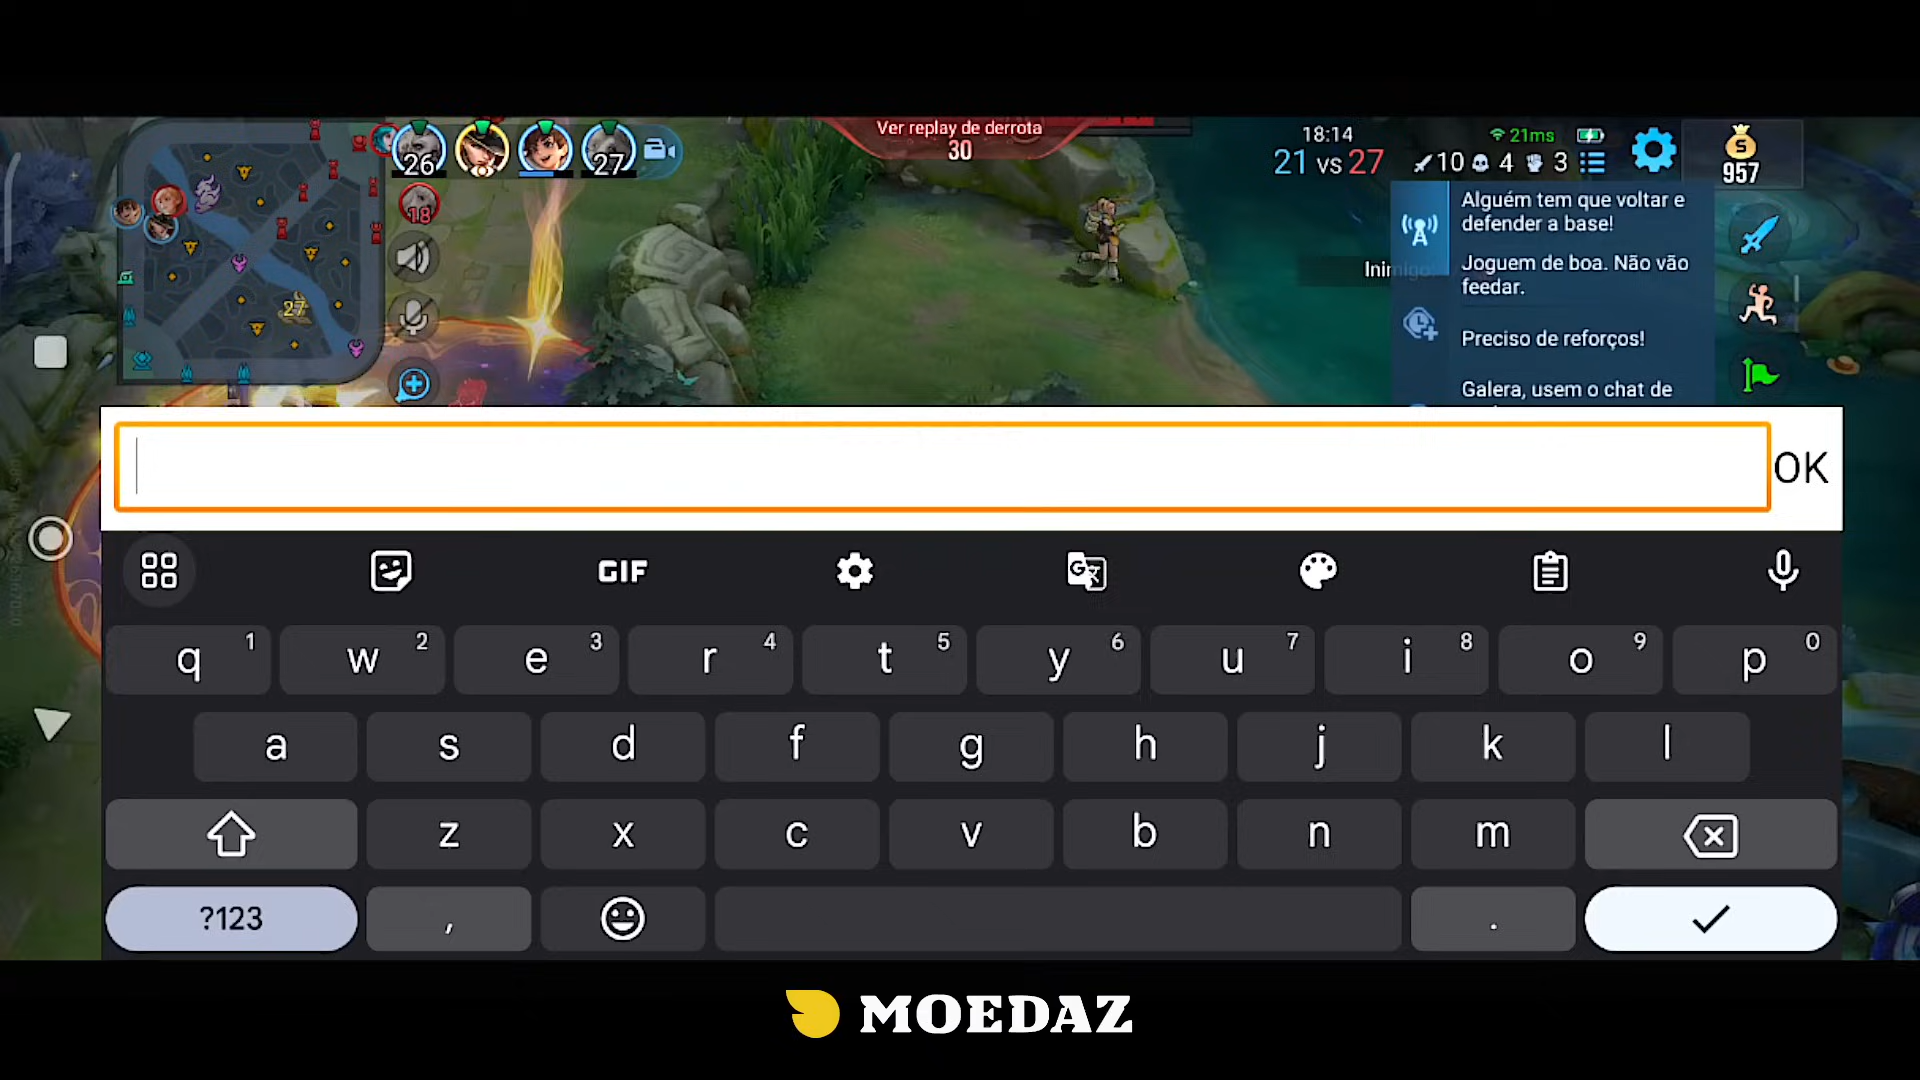 Ver replay de derrota
30
18:14
21ms
21 vs 27
10 4 3
957
26
27
18
27
Alguém tem que voltar e
defender a base!
Joguem de boa. Não vão
feedar.
Preciso de reforços!
Galera, usem o chat de
OK
GIF
q 1 w 2 e 3 r 4 t 5 y 6 u 7 i 8 o 9 p 0
a s d f g h j k l
z x c v b n m
?123 , .
MOEDAZ